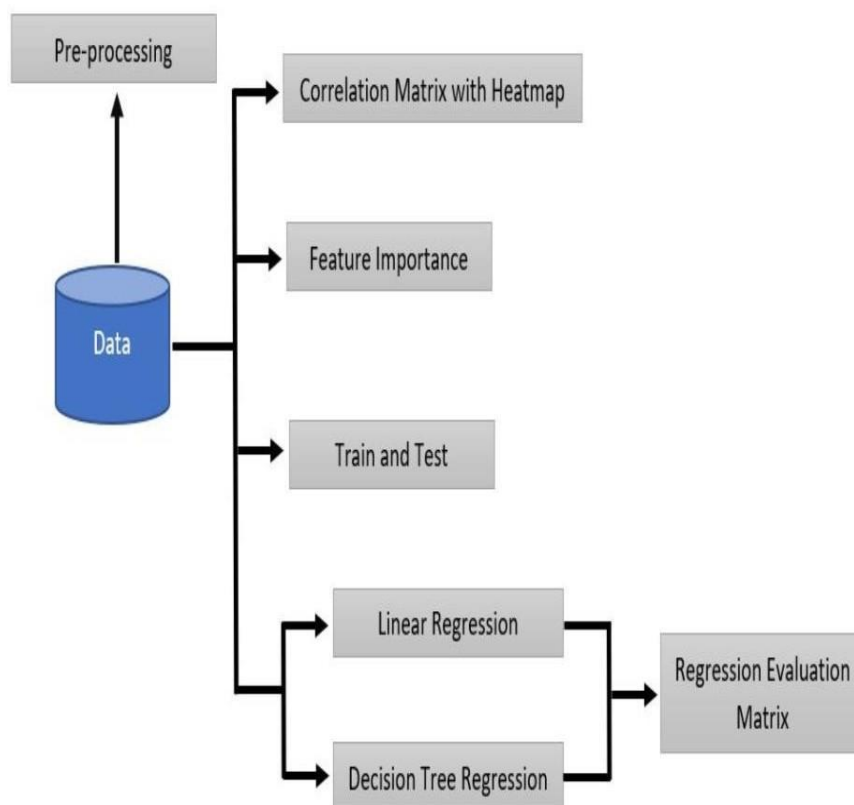 Pre-processing
Correlation Matrix with Heatmap
Feature Importance
Data
Train and Test
Linear Regression
Regression Evaluation
Matrix
Decision Tree Regression